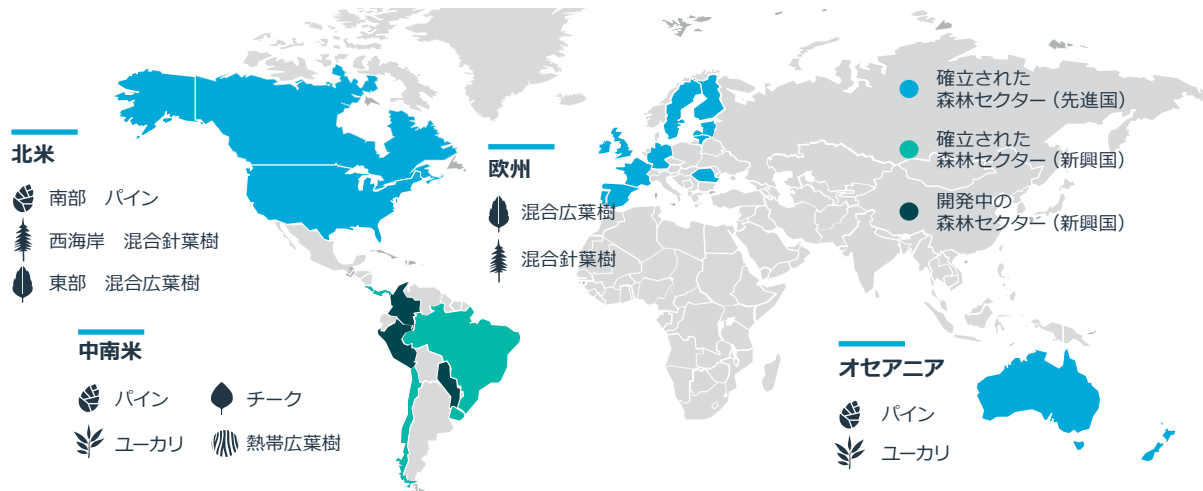 北米
南部　パイン
西海岸　混合針葉樹
東部　混合広葉樹
中南米
パイン
チーク
ユーカリ
熱帯広葉樹
欧州
混合広葉樹
混合針葉樹
確立された
森林セクター（先進国）
確立された
森林セクター（新興国）
開発中の
森林セクター（新興国）
オセアニア
パイン
ユーカリ